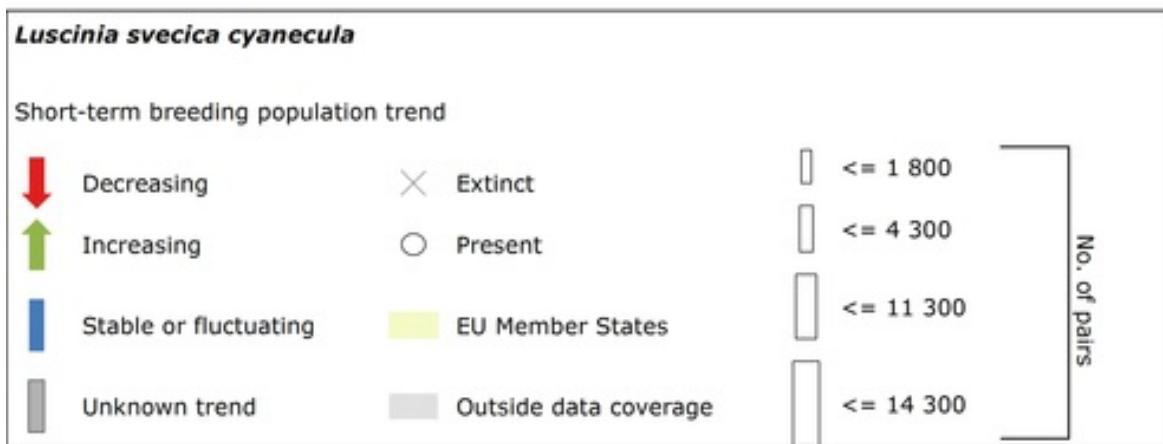 Luscinia svecica cyanecula
Short-term breeding population trend
Decreasing
Extinct
<= 1 800
Increasing
Present
<= 4 300
Stable or fluctuating
EU Member States
<= 11 300
Unknown trend
Outside data coverage
<= 14 300
No. of pairs